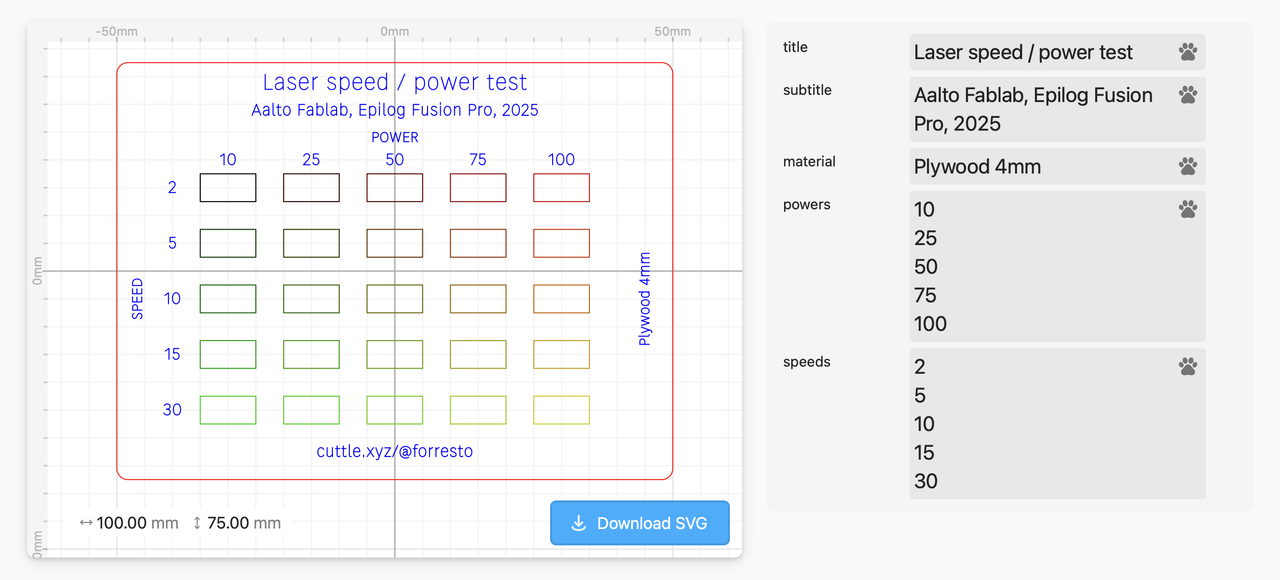 -50mm 0mm 50mm
Laser speed / power test
Aalto Fablab, Epilog Fusion Pro, 2025
POWER
10 25 50 75 100
2
5
10
15
30
0mm
SPEED
Plywood 4mm
cuttle.xyz/@forresto
0mm
100.00 mm 75.00 mm
Download SVG
title
Laser speed / power test
subtitle
Aalto Fablab, Epilog Fusion
Pro, 2025
material
Plywood 4mm
powers
10
25
50
75
100
speeds
2
5
10
15
30